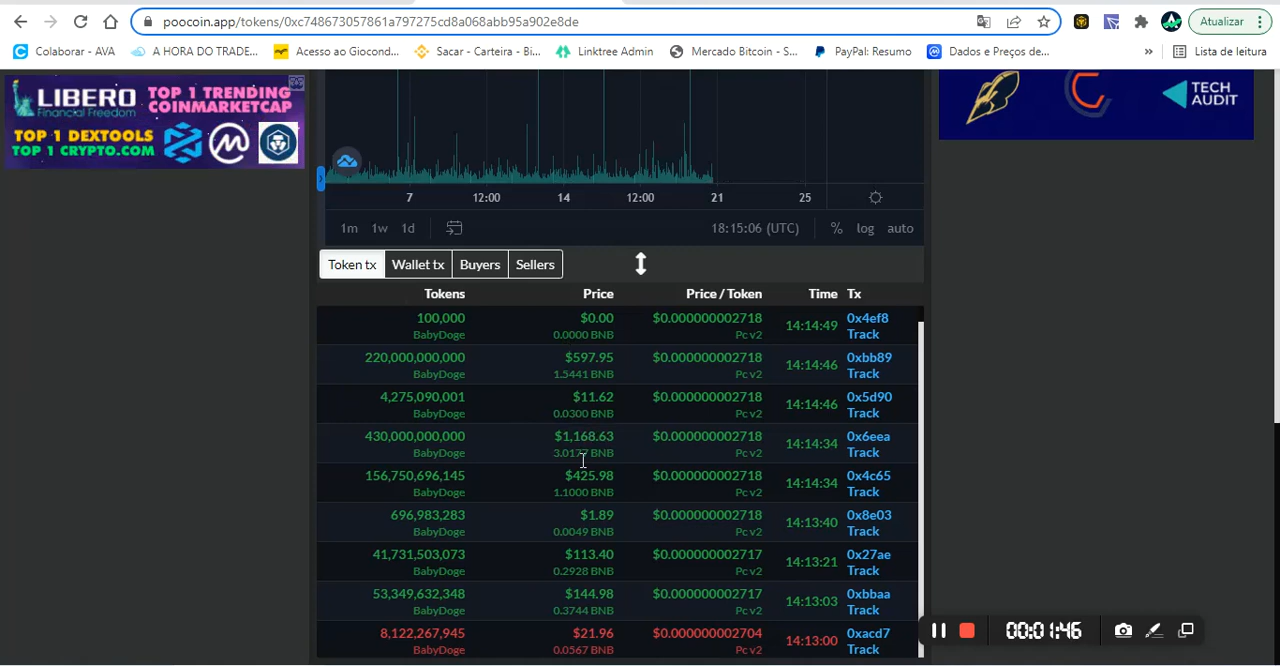 poocoin.app/tokens/0xc748673057861a797275cd8a068abb95a902e8de
Atualizar
Colaborar - AVA A HORA DO TRADE... Acesso ao Giocond... Sacar - Carteira - Bi... Linktree Admin Mercado Bitcoin - S... PayPal: Resumo Dados e Preços de... » Lista de leitura
LIBERO
Financial Freedom
TOP 1 TRENDING
COINMARKETCAP
TOP 1 DEXTOOLS
TOP 1 CRYPTO.COM
TECH
AUDIT
7 12:00 14 12:00 21 25
1m 1w 1d 18:15:06 (UTC) % log auto
Token tx Wallet tx Buyers Sellers
Tokens Price Price / Token Time Tx
100,000 $0.00 $0.000000002718 14:14:49 0x4ef8
BabyDoge 0.0000 BNB Pc v2 Track
220,000,000,000 $597.95 $0.000000002718 14:14:46 0xbb89
BabyDoge 1.5441 BNB Pc v2 Track
4,275,090,001 $11.62 $0.000000002718 14:14:46 0x5d90
BabyDoge 0.0300 BNB Pc v2 Track
430,000,000,000 $1,168.63 $0.000000002718 14:14:34 0x6eea
BabyDoge BNB Pc v2 Track
156,750,696,145 $425.98 $0.000000002718 14:14:34 0x4c65
BabyDoge 1.1000 BNB Pc v2 Track
696,983,283 $1.89 $0.000000002718 14:13:40 0x8e03
BabyDoge 0.0049 BNB Pc v2 Track
41,731,503,073 $113.40 $0.000000002717 14:13:21 0x27ae
BabyDoge 0.2928 BNB Pc v2 Track
53,349,632,348 $144.98 $0.000000002717 14:13:03 0xbbaa
BabyDoge 0.3744 BNB Pc v2 Track
8,122,267,945 $21.96 $0.000000002704 14:13:00 0xacd7
BabyDoge 0.0567 BNB Pc v2 Track
00:01:46